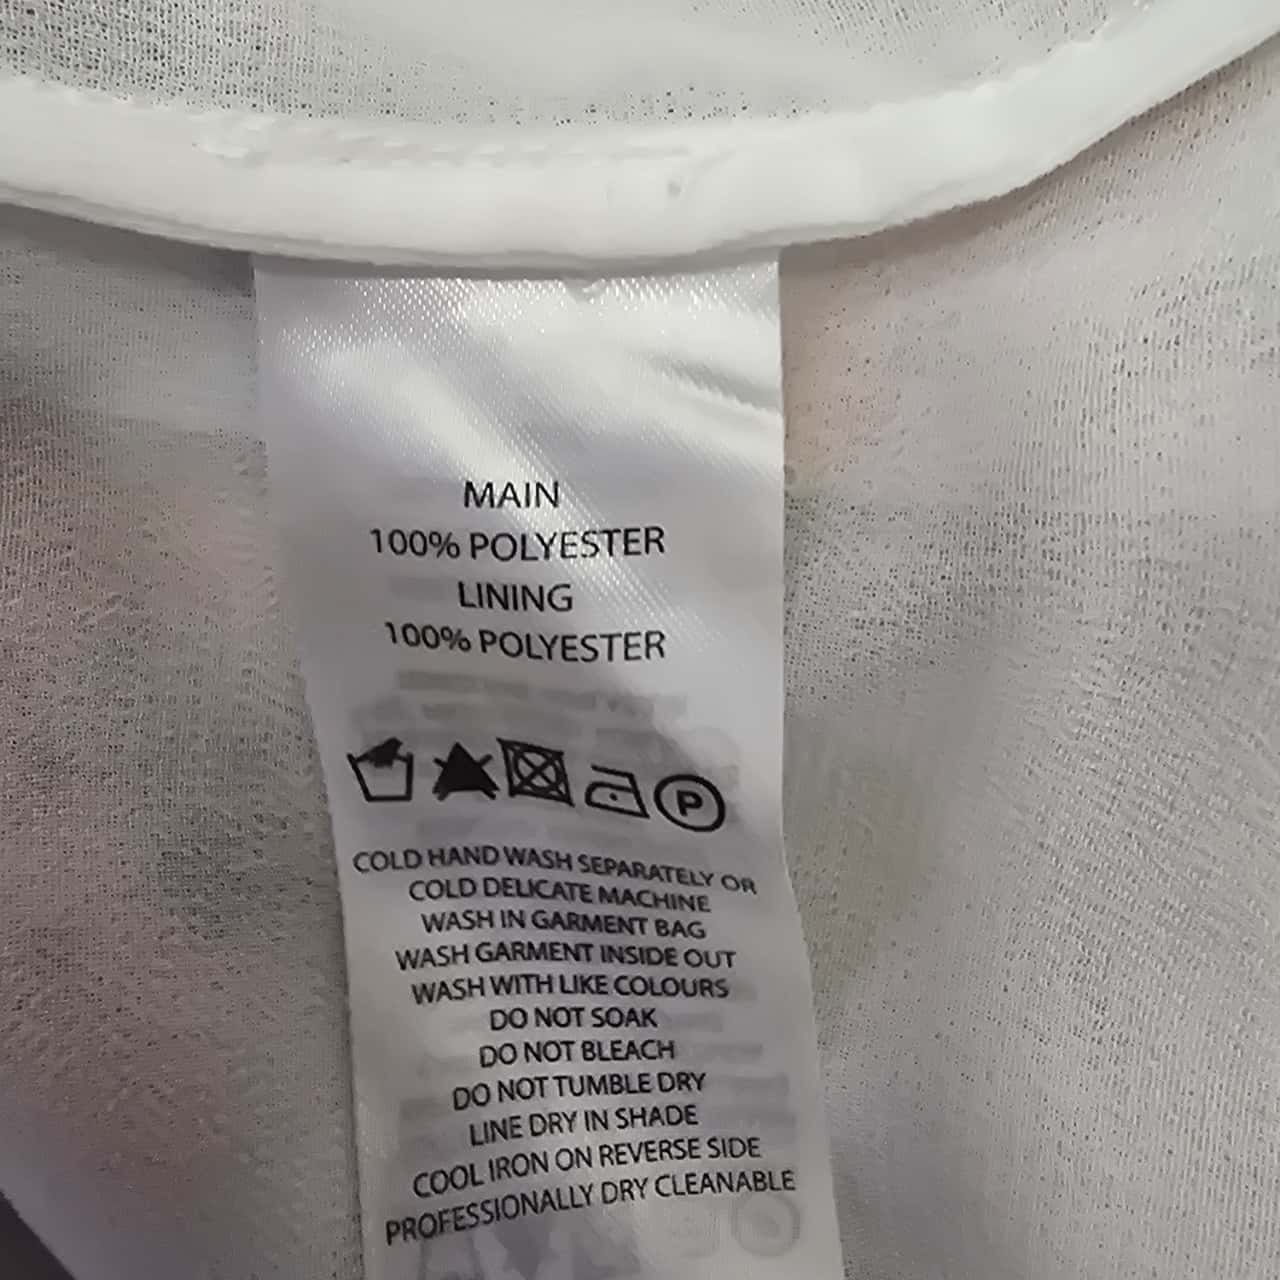 MAIN
100% POLYESTER
LINING
100% POLYESTER
P
COLD HAND WASH SEPARATELY OR
COLD DELICATE MACHINE
WASH IN GARMENT BAG
WASH GARMENT INSIDE OUT
WASH WITH LIKE COLOURS
DO NOT SOAK
DO NOT BLEACH
DO NOT TUMBLE DRY
LINE DRY IN SHADE
COOL IRON ON REVERSE SIDE
PROFESSIONALLY DRY CLEANABLE